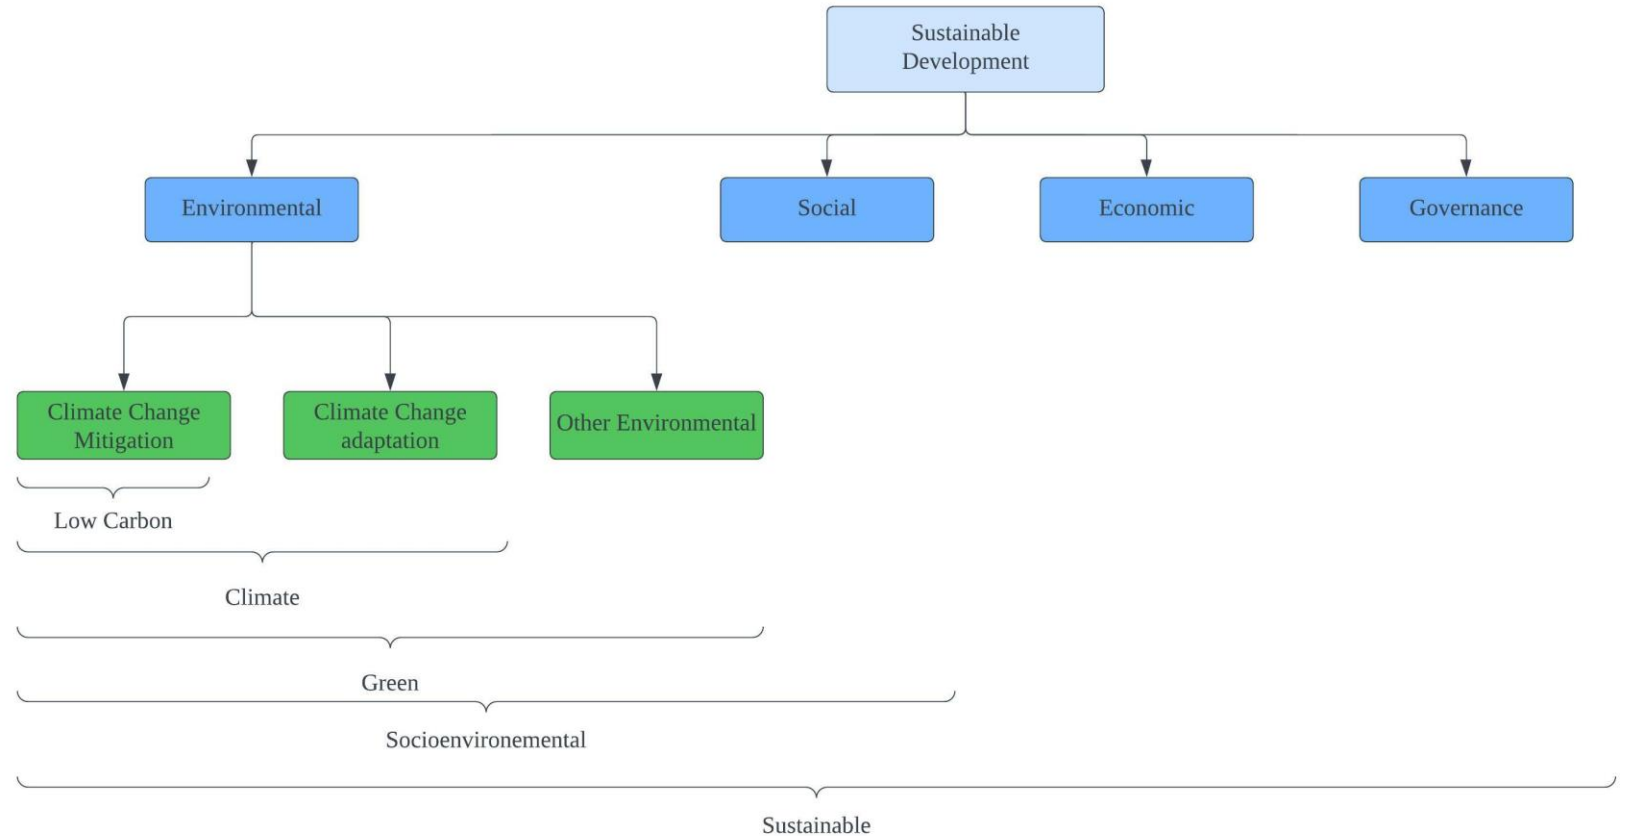 Sustainable
Development
Environmental
Social
Economic
Governance
Climate Change
Mitigation
Climate Change
adaptation
Other Environmental
Low Carbon
Climate
Green
Socioenvironemental
Sustainable